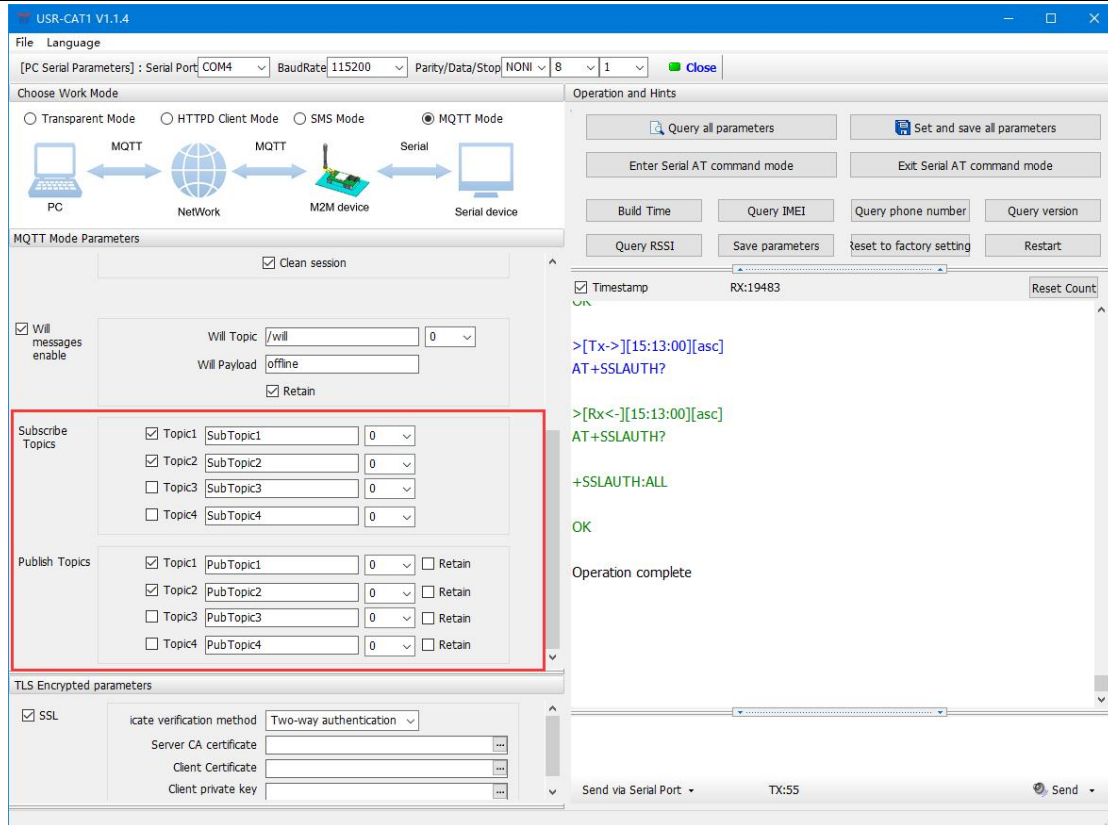 USR-CAT1 V1.1.4
File Language
[PC Serial Parameters] : Serial Port COM4 BaudRate 115200 Parity/Data/Stop NONI 8 1 Close
Choose Work Mode
Transparent Mode HTTPD Client Mode SMS Mode MQTT Mode
MQTT MQTT Serial
PC NetWork M2M device Serial device
MQTT Mode Parameters
Clean session
Will messages enable
Will Topic /will 0
Will Payload offline
Retain
Subscribe Topics
Topic1 SubTopic1 0
Topic2 SubTopic2 0
Topic3 SubTopic3 0
Topic4 SubTopic4 0
Publish Topics
Topic1 PubTopic1 0 Retain
Topic2 PubTopic2 0 Retain
Topic3 PubTopic3 0 Retain
Topic4 PubTopic4 0 Retain
TLS Encrypted parameters
SSL
icate verification method Two-way authentication
Server CA certificate ...
Client Certificate ...
Client private key ...
Operation and Hints
Query all parameters Set and save all parameters
Enter Serial AT command mode Exit Serial AT command mode
Build Time Query IMEI Query phone number Query version
Query RSSI Save parameters Reset to factory setting Restart
Timestamp RX:19483 Reset Count
OK
>[Tx->][15:13:00][asc]
AT+SSLAUTH?
>[Rx<-][15:13:00][asc]
AT+SSLAUTH?
+SSLAUTH:ALL
OK
Operation complete
Send via Serial Port TX:55 Send